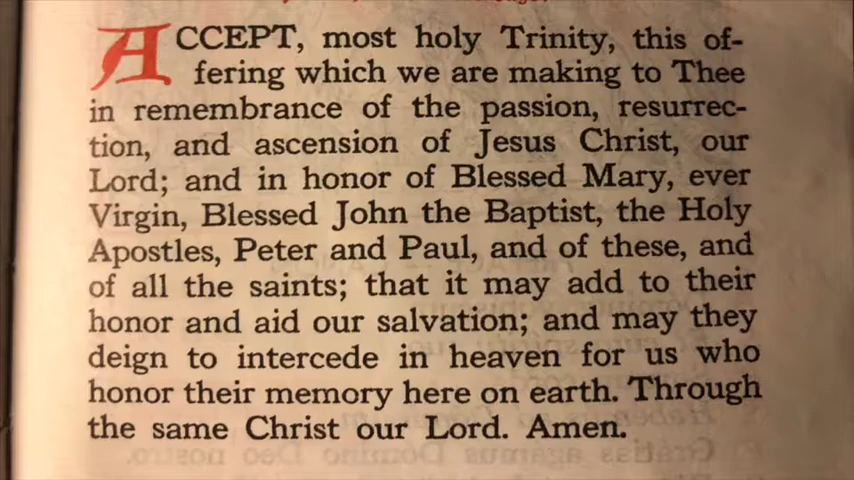 ACCEPT, most holy Trinity, this of-
fering which we are making to Thee
in remembrance of the passion, resurrec-
tion, and ascension of Jesus Christ, our
Lord; and in honor of Blessed Mary, ever
Virgin, Blessed John the Baptist, the Holy
Apostles, Peter and Paul, and of these, and
of all the saints; that it may add to their
honor and aid our salvation; and may they
deign to intercede in heaven for us who
honor their memory here on earth. Through
the same Christ our Lord. Amen.